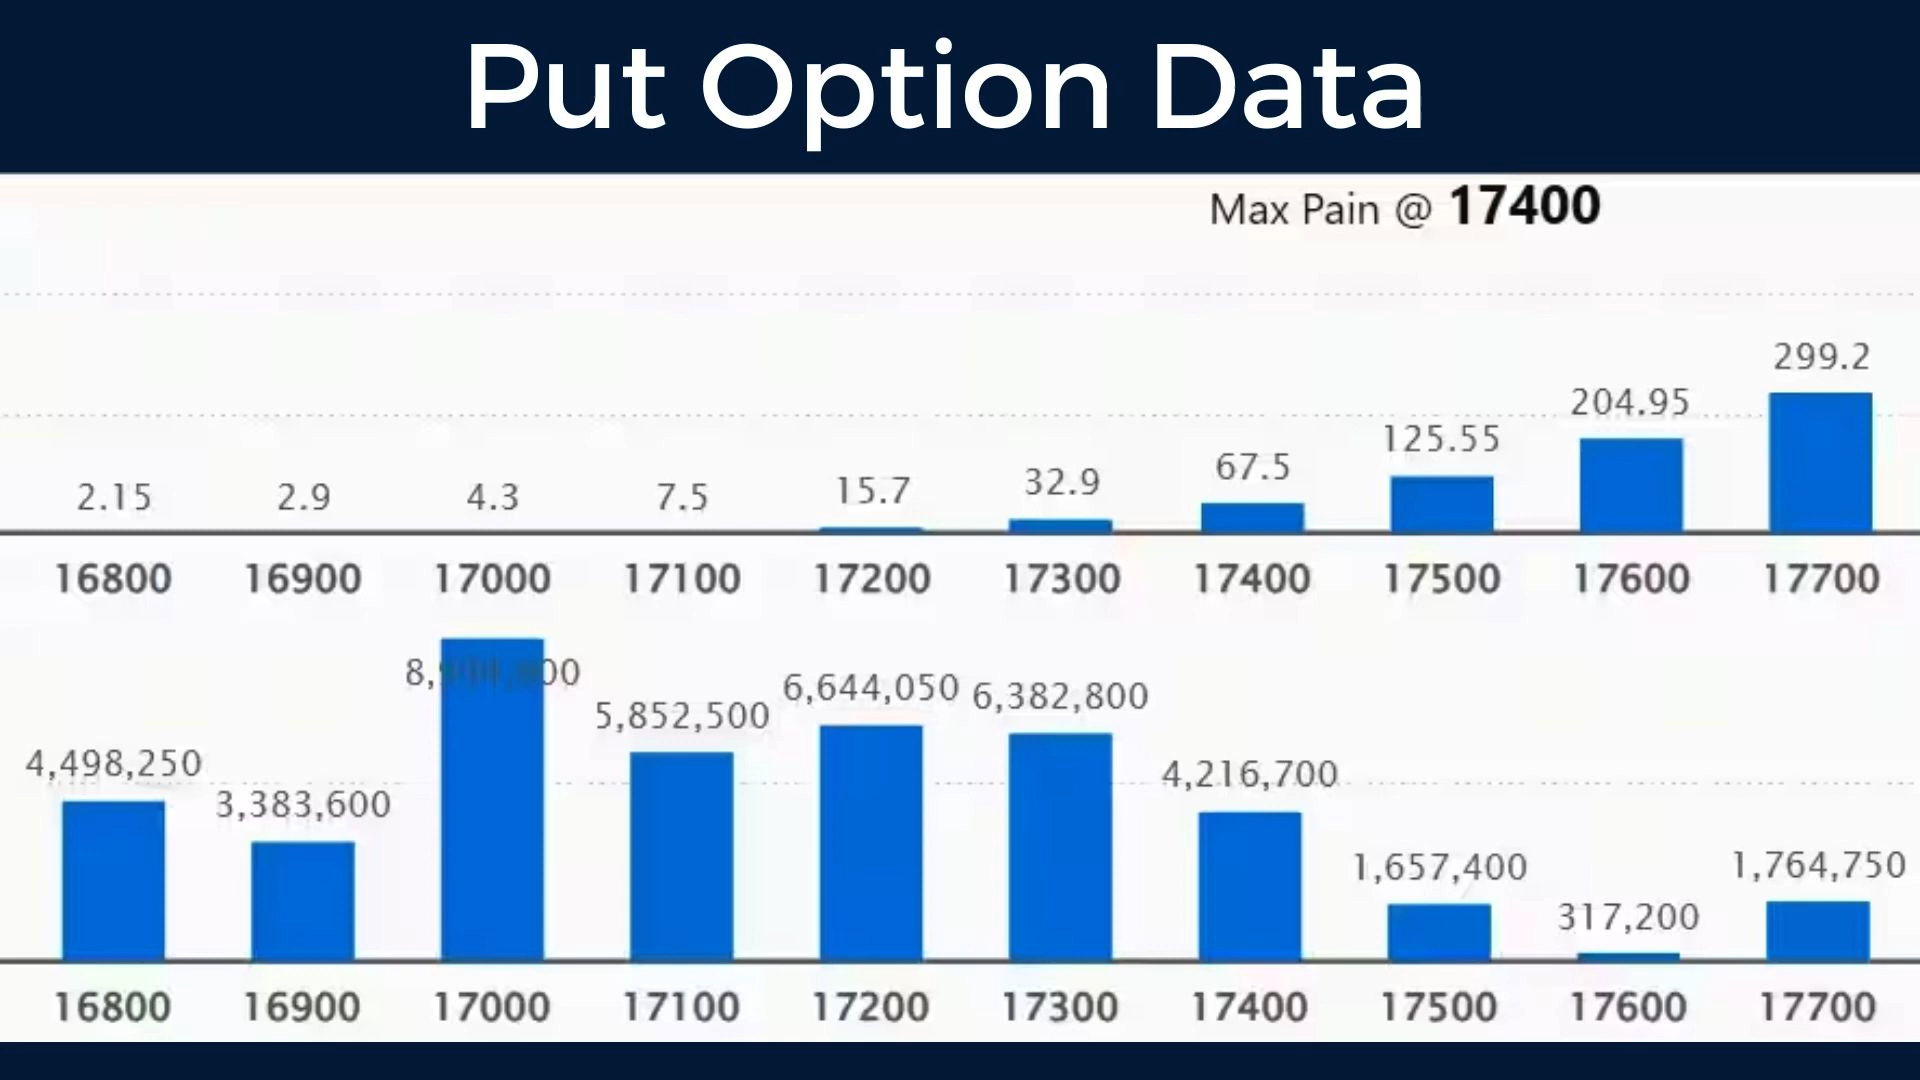 Put Option Data
Max Pain @ 17400
2.15 2.9 4.3 7.5 15.7 32.9 67.5 125.55 204.95 299.2
16800 16900 17000 17100 17200 17300 17400 17500 17600 17700
4,498,250 3,383,600 5,852,500 6,644,050 6,382,800 4,216,700 1,657,400 317,200 1,764,750
16800 16900 17000 17100 17200 17300 17400 17500 17600 17700